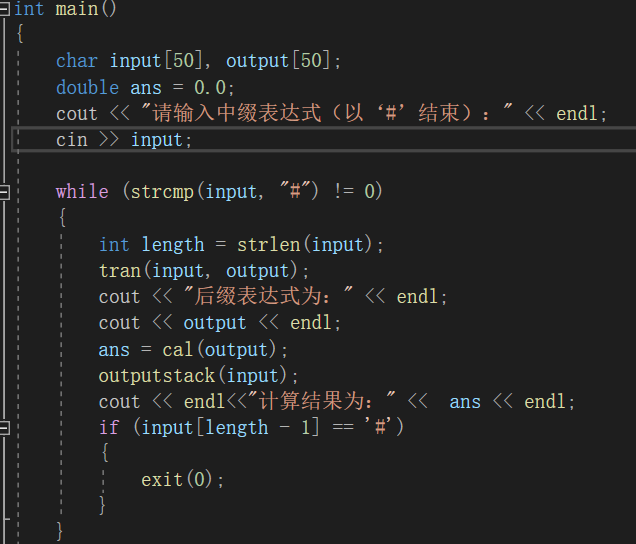 int main()
{
char input[50], output[50];
double ans = 0.0;
cout << "请输入中缀表达式（以‘#’结束）：" << endl;
cin >> input;
while (strcmp(input, "#") != 0)
{
int length = strlen(input);
tran(input, output);
cout << "后缀表达式为：" << endl;
cout << output << endl;
ans = cal(output);
outputstack(input);
cout << endl<<"计算结果为：" <<  ans << endl;
if (input[length - 1] == '#')
{
exit(0);
}
}